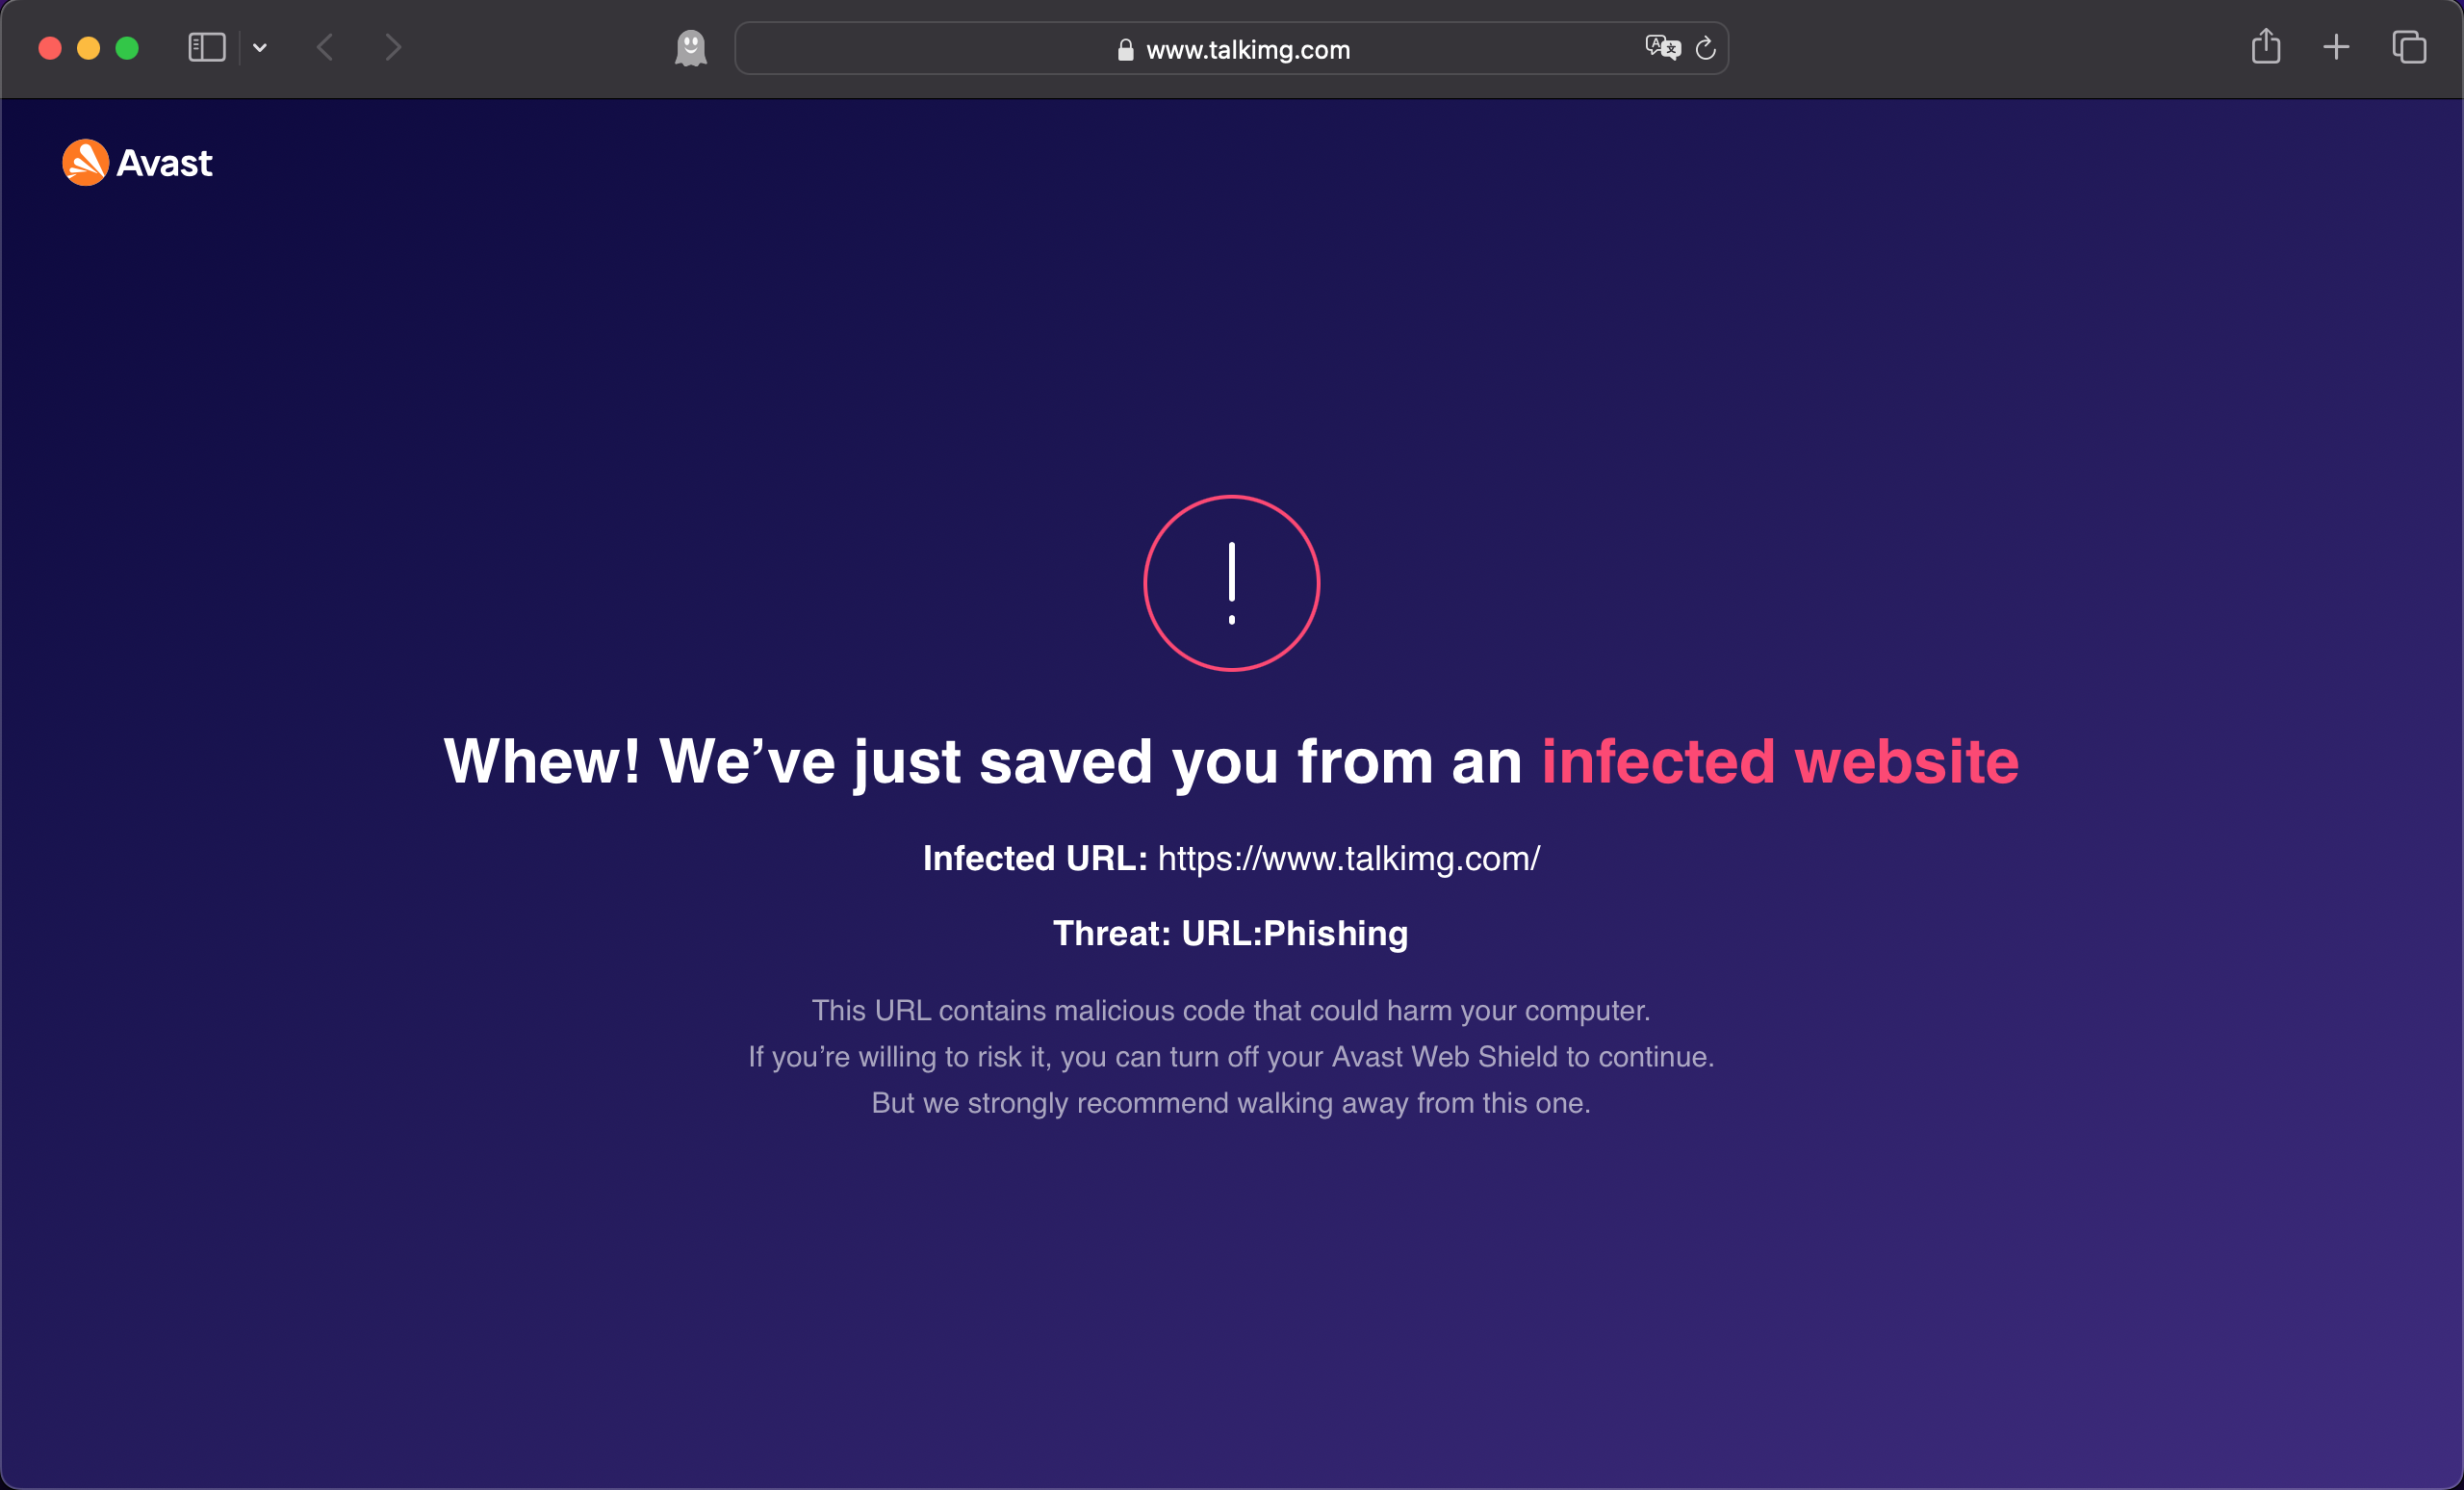 www.talkimg.com
Avast
Whew! We’ve just saved you from an infected website
Infected URL: https://www.talkimg.com/
Threat: URL:Phishing
This URL contains malicious code that could harm your computer.
If you’re willing to risk it, you can turn off your Avast Web Shield to continue.
But we strongly recommend walking away from this one.